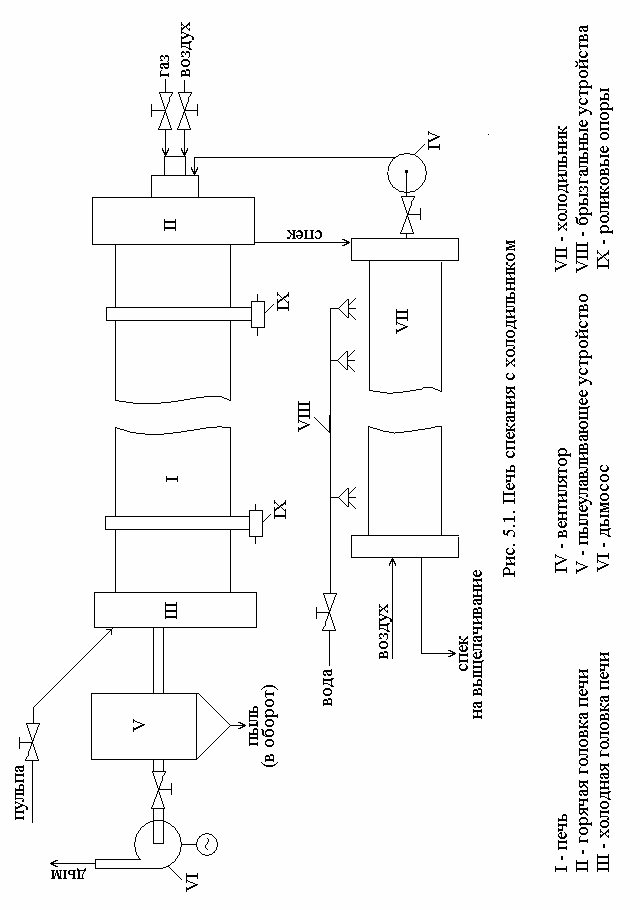 дым
VI
пульпа
V
пыль
(в оборот)
III
I
IX
II
IX
газ
воздух
спек
IV
VIII
VII
вода
воздух
спек
на выщелачивание
Рис. 5.1. Печь спекания с холодильником
I - печь
II - горячая головка печи
III - холодная головка печи
IV - вентилятор
V - пылеулавливающее устройство
VI - дымосос
VII - холодильник
VIII - брызгальные устройства
IX - роликовые опоры